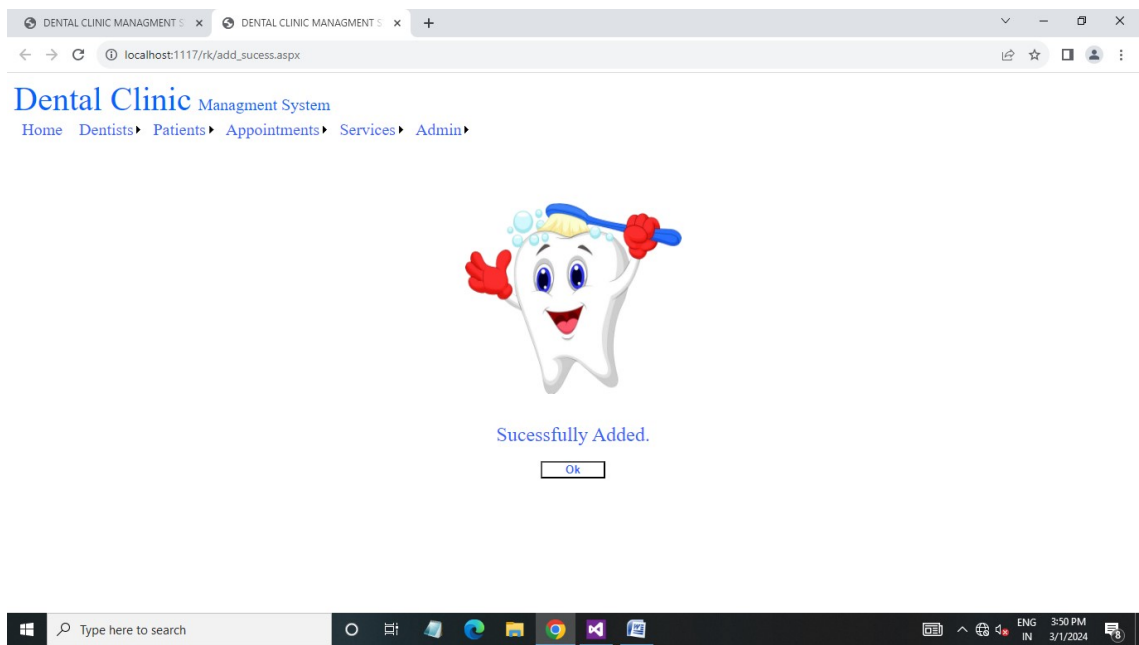 DENTAL CLINIC MANAGMENT S
DENTAL CLINIC MANAGMENT S
localhost:1117/rk/add_sucess.aspx
Dental Clinic Managment System
Home Dentists Patients Appointments Services Admin
Sucessfully Added.
Ok
Type here to search
ENG 3:50 PM
IN 3/1/2024
8